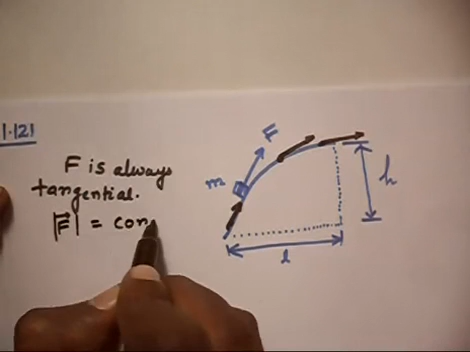 1.121
F is always
tangential.
|F⃗| = con
F
m
h
l